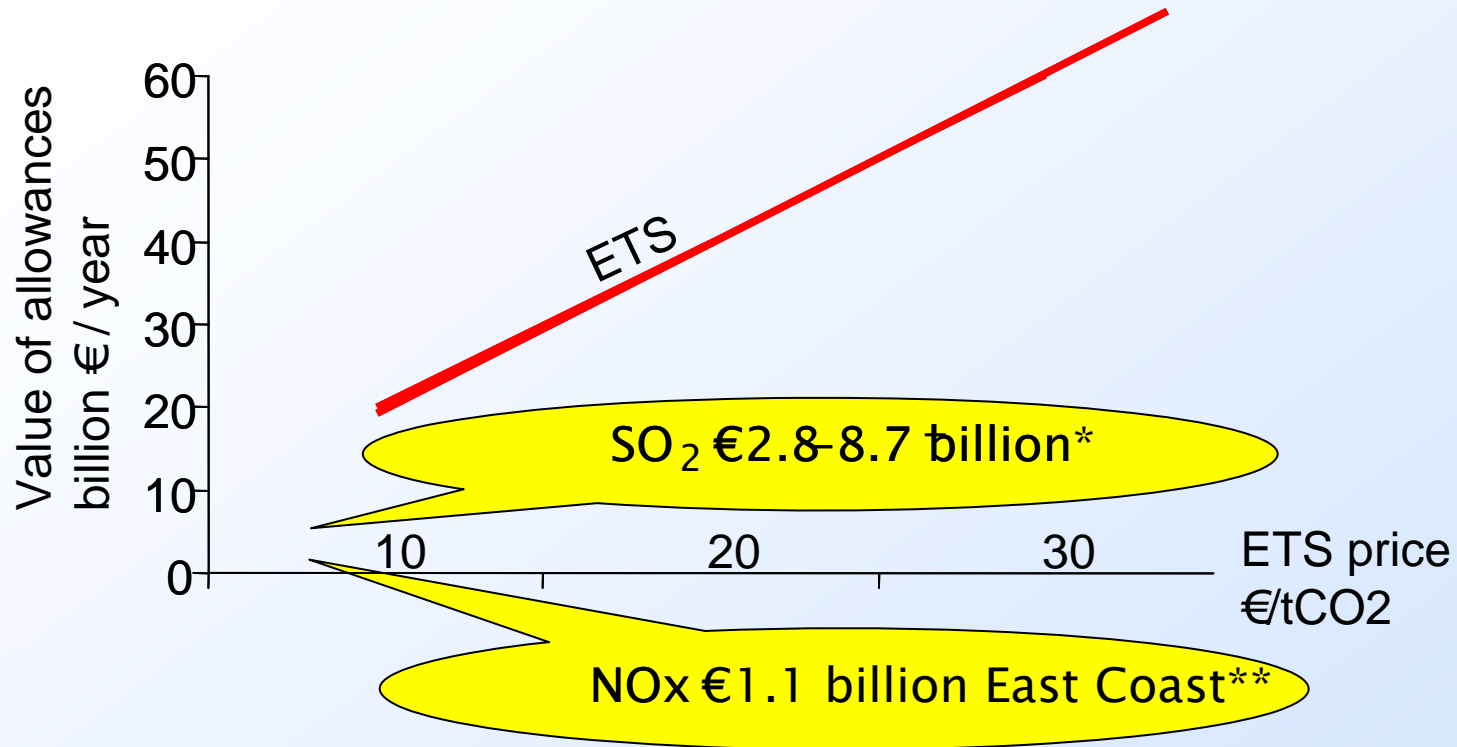 Value of allowances
billion € / year
60
50
40
30
20
10
0
ETS
SO2 €2.8-8.7 billion*
10 20 30
ETS price
€/tCO2
NOx €1.1 billion East Coast**